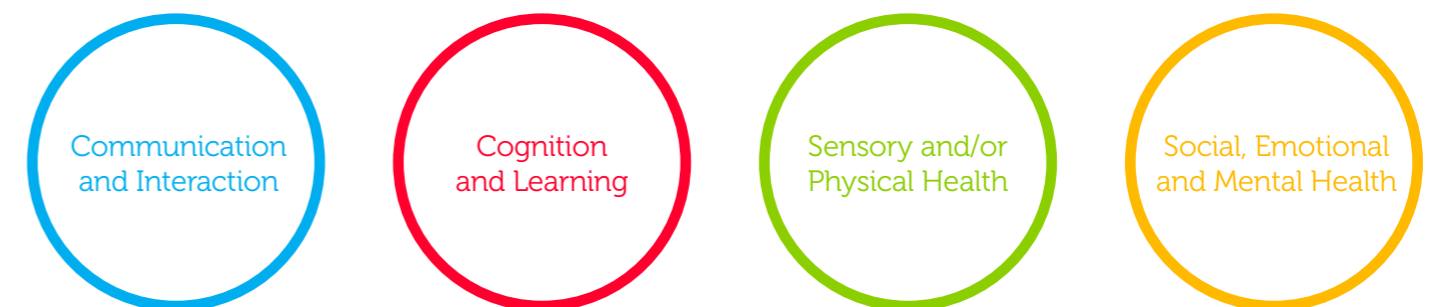 Communication
and Interaction
Cognition
and Learning
Sensory and/or
Physical Health
Social, Emotional
and Mental Health